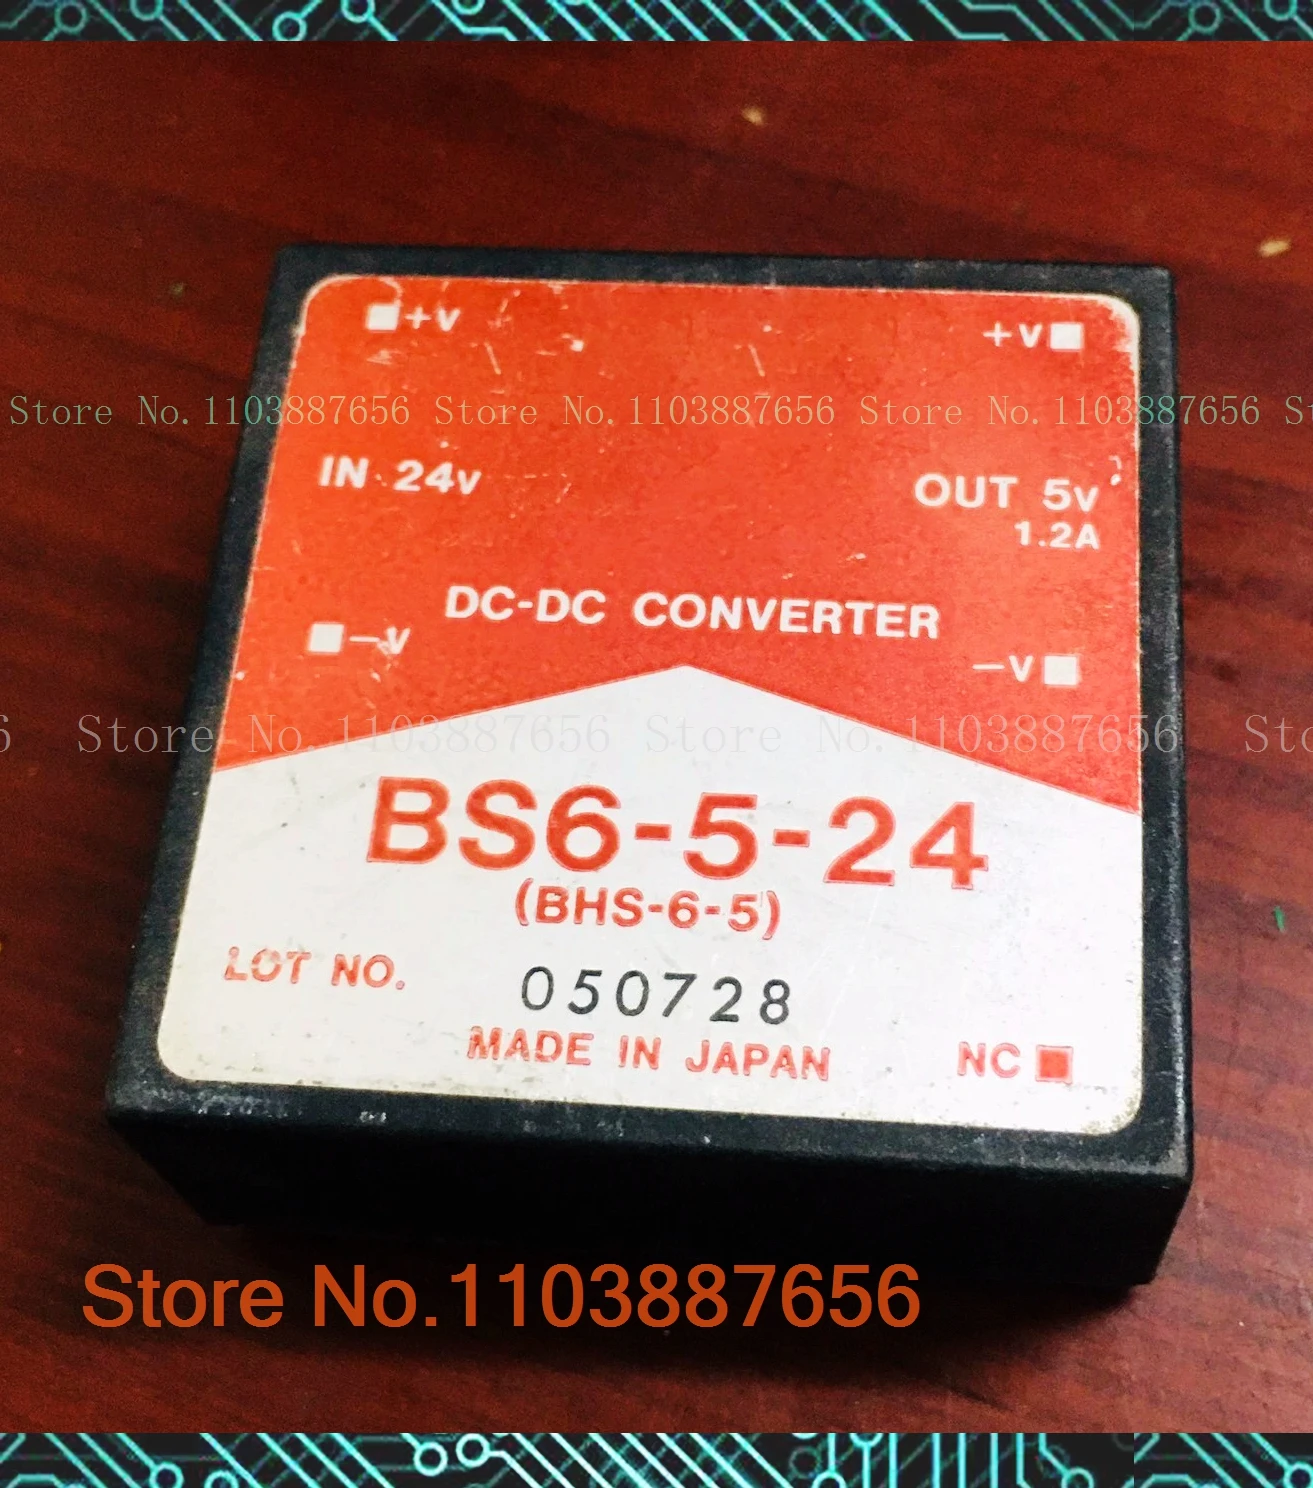 +V +V
Store No.1103887656 Store No.1103887656 Store No.1103887656 S
IN 24V OUT 5V
1.2A
DC-DC CONVERTER
-V -V
6 Store No.1103887656 Store No.1103887656 Sto
BS6-5-24
(BHS-6-5)
LOT NO. 050728
MADE IN JAPAN NC
Store No.1103887656